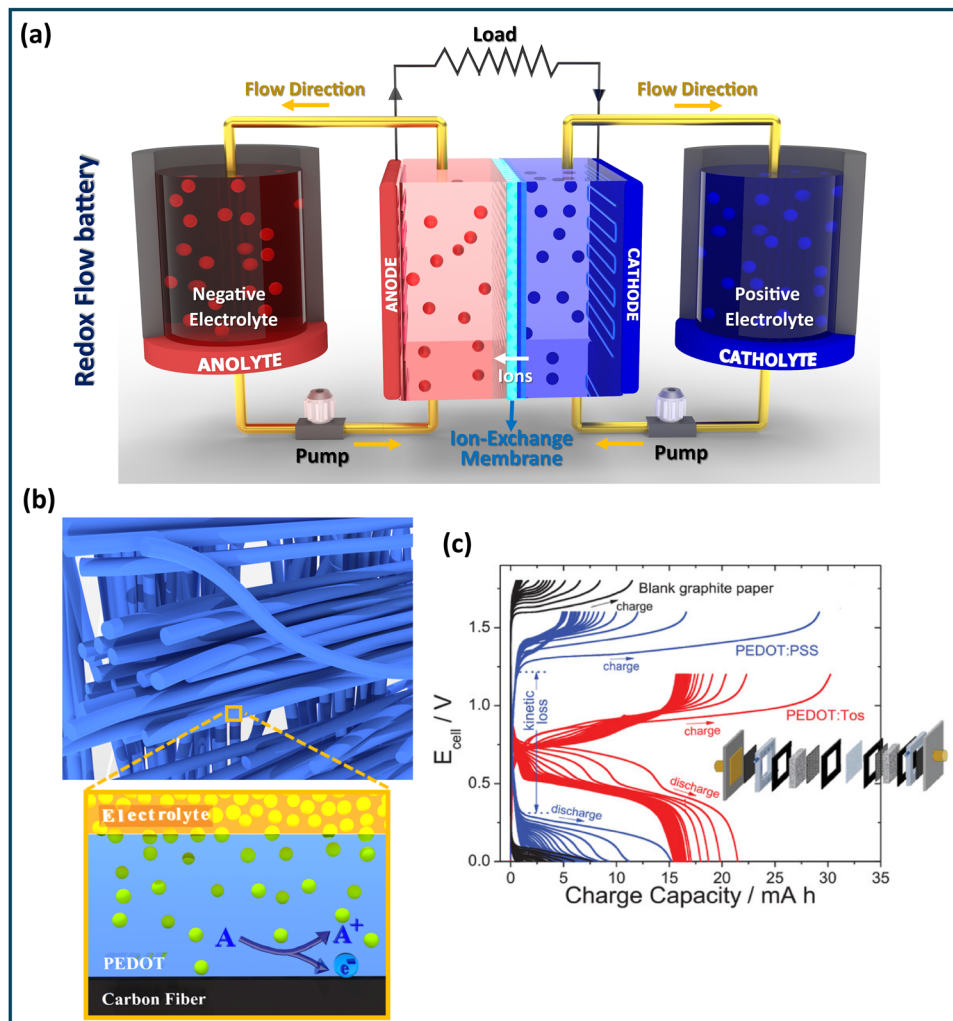 (a)
Load
Flow Direction
Flow Direction
Redox Flow battery
ANODE
CATHODE
Negative
Electrolyte
Positive
Electrolyte
ANOLYTE
CATHOLYTE
Ions
Pump
Ion-Exchange
Membrane
Pump
(b)
Electrolyte
A
A+
e-
PEDOT
Carbon Fiber
(c)
Blank graphite paper
charge
1.5
PEDOT:PSS
charge
kinetic
loss
1.0
PEDOT:Tos
charge
E cell / V
0.5
discharge
discharge
0.0
0 5 10 15 20 25 30 35
Charge Capacity / mA h